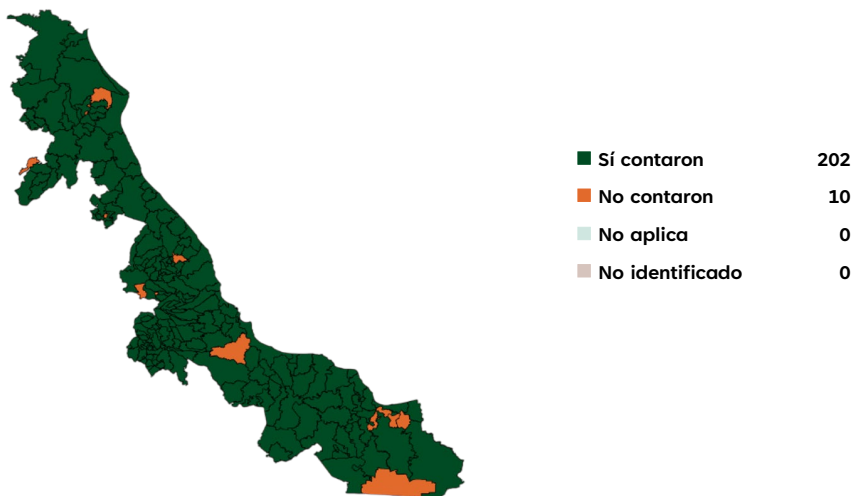 Sí contaron 202
No contaron 10
No aplica 0
No identificado 0